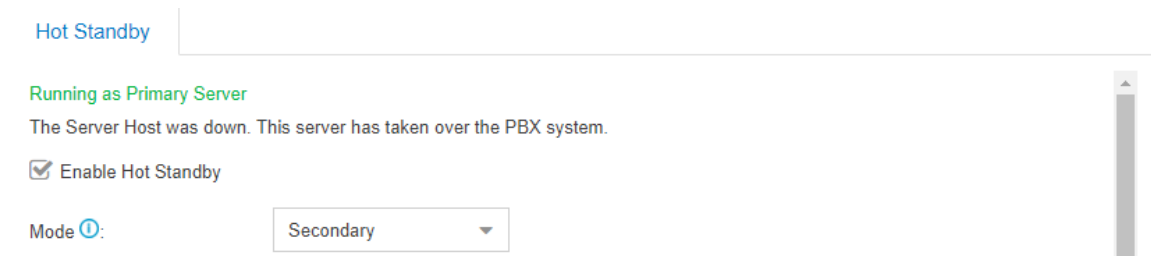 Hot Standby
Running as Primary Server
The Server Host was down. This server has taken over the PBX system.
Enable Hot Standby
Mode : Secondary